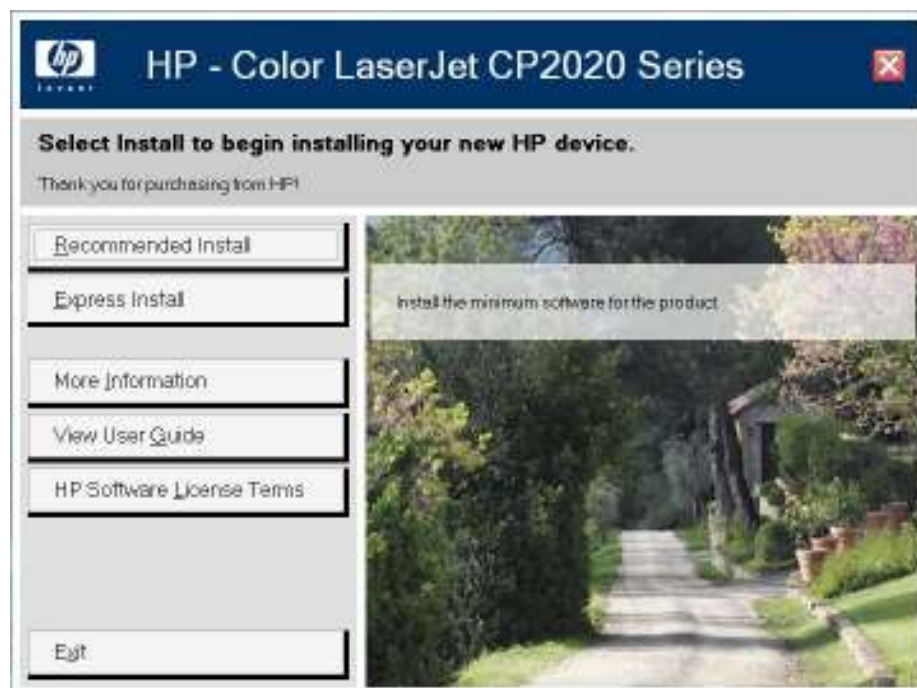 hp
invent
HP - Color LaserJet CP2020 Series
Select Install to begin installing your new HP device.
Thank you for purchasing from HP!
Recommended Install
Express Install
Install the minimum software for the product
More Information
View User Guide
HP Software License Terms
Exit